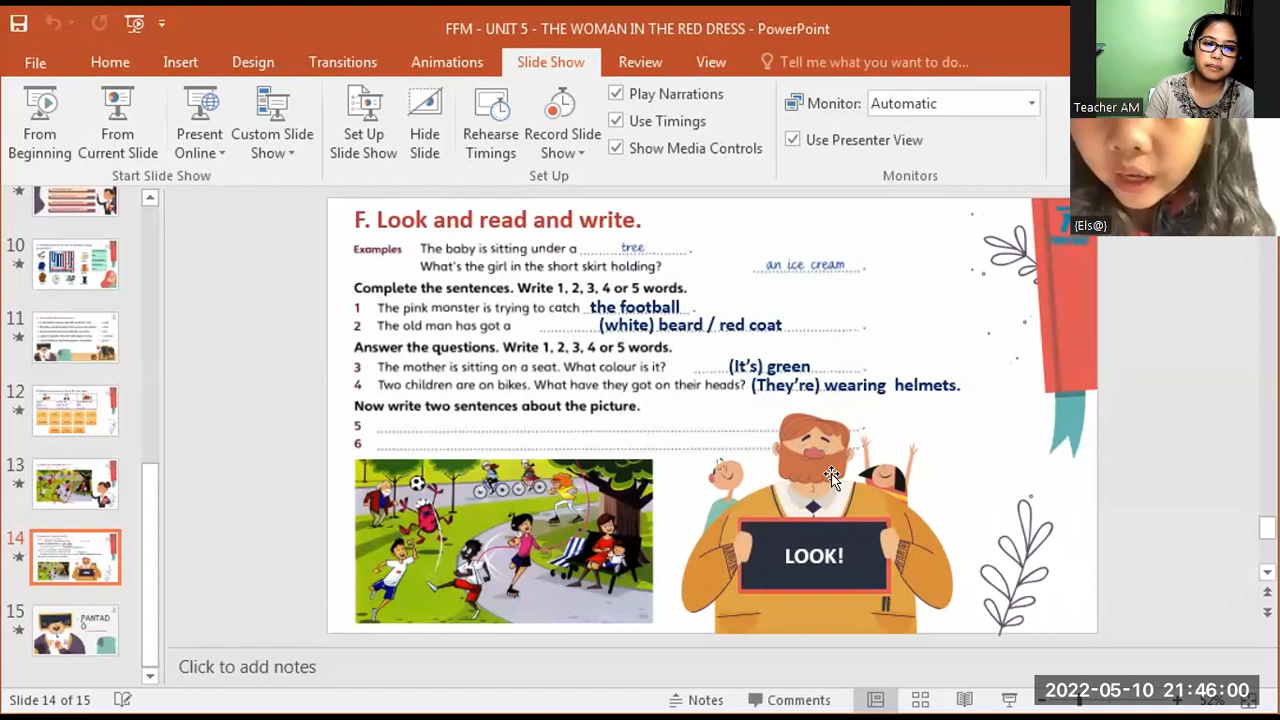 FFM - UNIT 5 - THE WOMAN IN THE RED DRESS - PowerPoint
File Home Insert Design Transitions Animations Slide Show Review View Tell me what you want to do...
From Beginning
From Current Slide
Present Online
Custom Slide Show
Set Up Slide Show
Hide Slide
Rehearse Timings
Record Slide Show
Play Narrations
Use Timings
Show Media Controls
Monitor: Automatic
Use Presenter View
Start Slide Show
Set Up
Monitors
Teacher AM
{Els@}
10
11
12
13
14
15
PANTAD
F. Look and read and write.
Examples The baby is sitting under a tree.
What's the girl in the short skirt holding? an ice cream.
Complete the sentences. Write 1, 2, 3, 4 or 5 words.
1 The pink monster is trying to catch the football.
2 The old man has got a (white) beard / red coat.
Answer the questions. Write 1, 2, 3, 4 or 5 words.
3 The mother is sitting on a seat. What colour is it? (It's) green.
4 Two children are on bikes. What have they got on their heads? (They're) wearing helmets.
Now write two sentences about the picture.
5
6
LOOK!
Click to add notes
Slide 14 of 15
Notes
Comments
2022-05-10 21:46:00